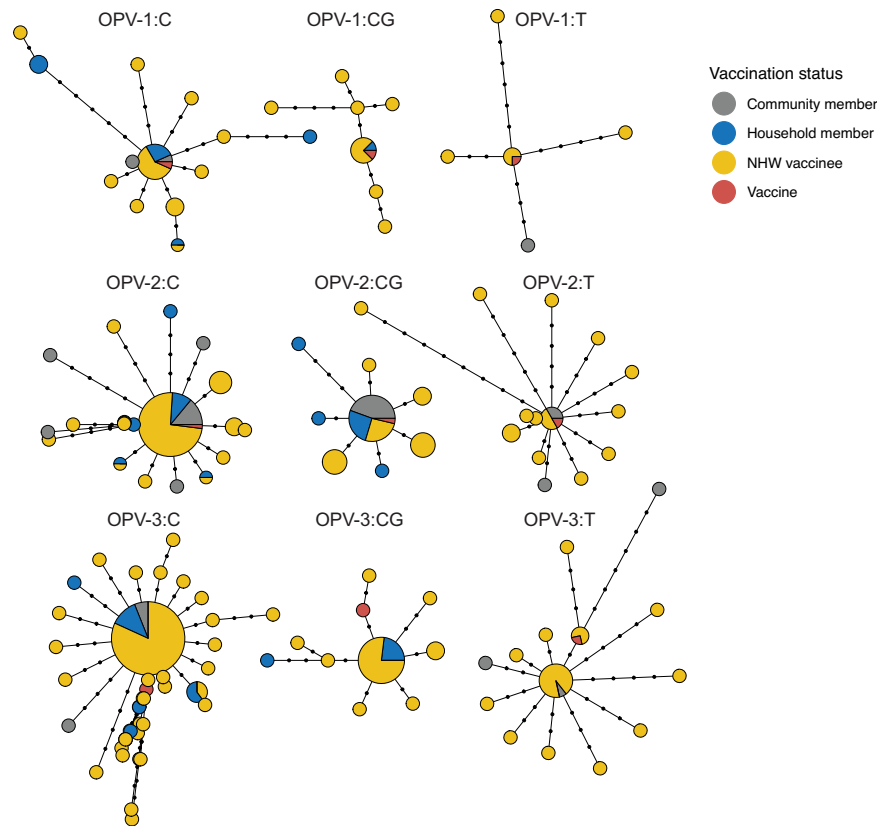 OPV-1:C
OPV-1:CG
OPV-1:T
Vaccination status
Community member
Household member
NHW vaccinee
Vaccine
OPV-2:C
OPV-2:CG
OPV-2:T
OPV-3:C
OPV-3:CG
OPV-3:T